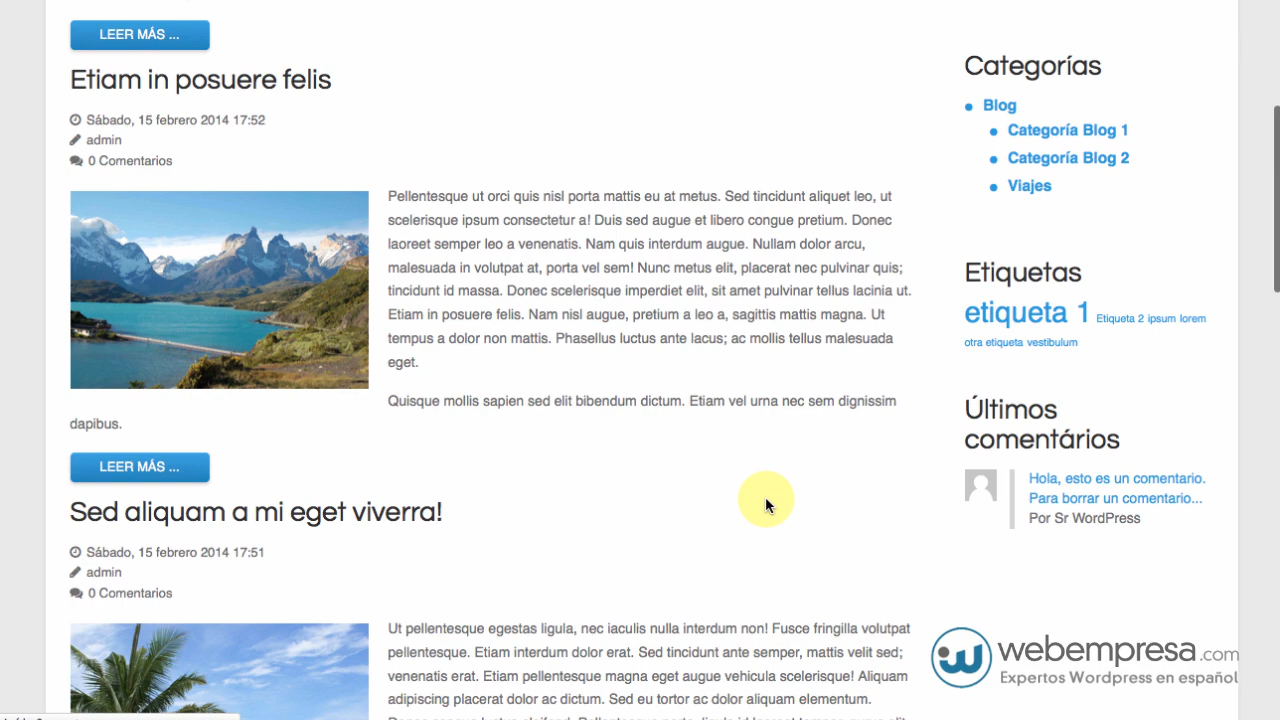 LEER MÁS ...
Etiam in posuere felis
Sábado, 15 febrero 2014 17:52
admin
0 Comentarios
Pellentesque ut orci quis nisl porta mattis eu at metus. Sed tincidunt aliquet leo, ut
scelerisque ipsum consectetur a! Duis sed augue et libero congue pretium. Donec
laoreet semper leo a venenatis. Nam quis interdum augue. Nullam dolor arcu,
malesuada in volutpat at, porta vel sem! Nunc metus elit, placerat nec pulvinar quis;
tincidunt id massa. Donec scelerisque imperdiet elit, sit amet pulvinar tellus lacinia ut.
Etiam in posuere felis. Nam nisl augue, pretium a leo a, sagittis mattis magna. Ut
tempus a dolor non mattis. Phasellus luctus ante lacus; ac mollis tellus malesuada
eget.
Quisque mollis sapien sed elit bibendum dictum. Etiam vel urna nec sem dignissim
dapibus.
LEER MÁS ...
Sed aliquam a mi eget viverra!
Sábado, 15 febrero 2014 17:51
admin
0 Comentarios
Ut pellentesque egestas ligula, nec iaculis nulla interdum non! Fusce fringilla volutpat
pellentesque. Etiam interdum dolor erat. Sed tincidunt ante semper, mattis velit sed;
venenatis erat. Etiam pellentesque magna eget augue vehicula scelerisque! Aliquam
adipiscing placerat dolor ac dictum. Sed eu tortor ac dolor aliquam elementum.
Categorías
Blog
Categoría Blog 1
Categoría Blog 2
Viajes
Etiquetas
etiqueta 1 Etiqueta 2 ipsum lorem
otra etiqueta vestibulum
Últimos
comentários
Hola, esto es un comentario.
Para borrar un comentario...
Por Sr WordPress
webempresa.com
Expertos Wordpress en español